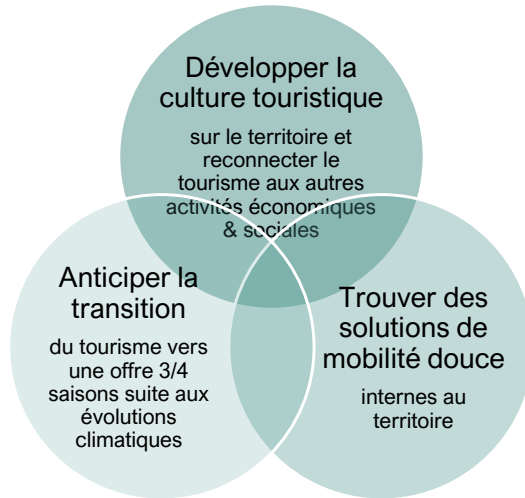 Développer la
culture touristique
sur le territoire et
reconnecter le
tourisme aux autres
activités économiques
& sociales
Anticiper la
transition
du tourisme vers
une offre 3/4
saisons suite aux
évolutions
climatiques
Trouver des
solutions de
mobilité douce
internes au
territoire